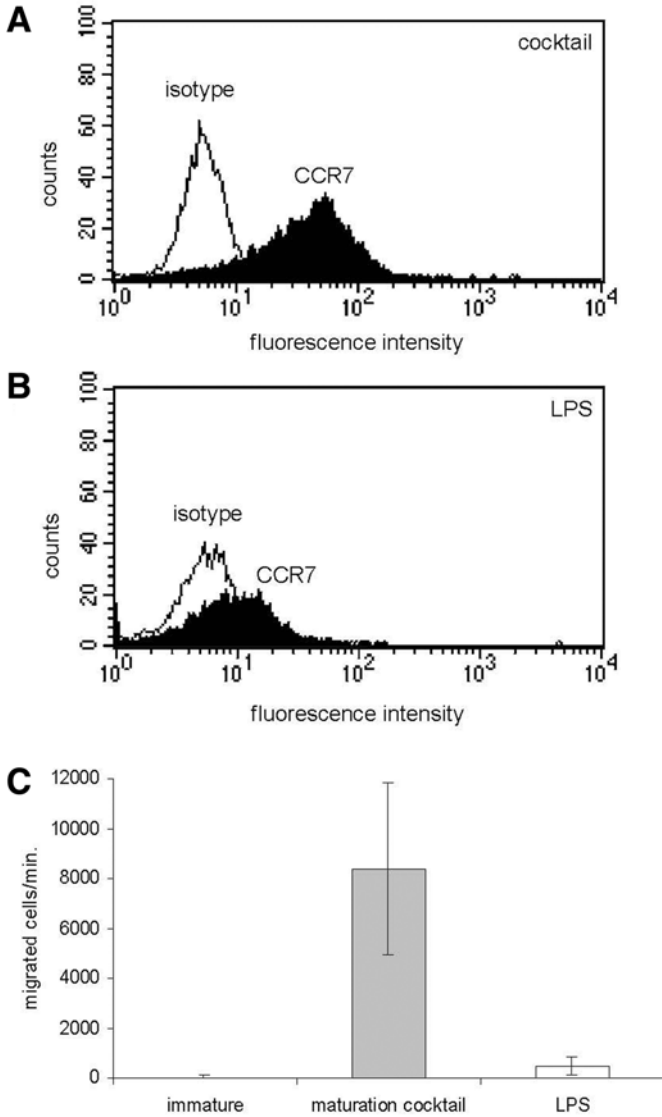 A
cocktail
isotype
CCR7
counts
0 20 40 60 80 100
10^0 10^1 10^2 10^3 10^4
fluorescence intensity
B
LPS
isotype
CCR7
counts
0 20 40 60 80 100
10^0 10^1 10^2 10^3 10^4
fluorescence intensity
C
migrated cells/min.
12000
10000
8000
6000
4000
2000
0
immature maturation cocktail LPS